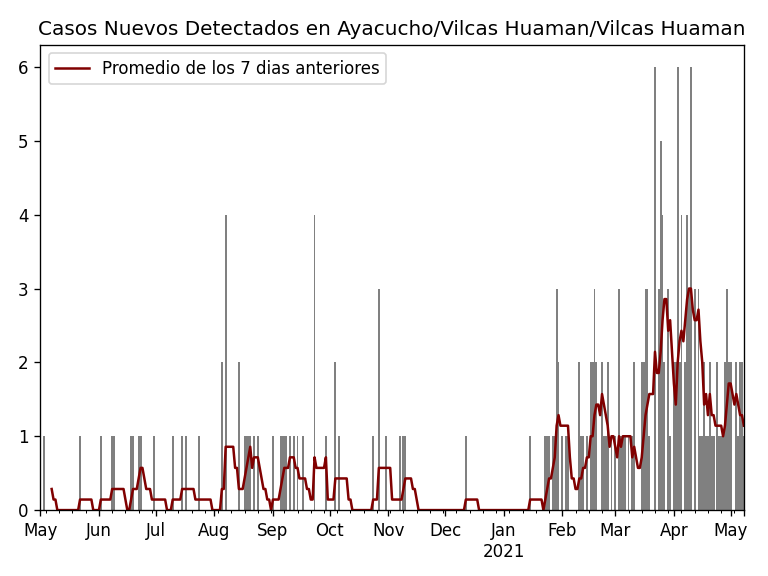 Casos Nuevos Detectados en Ayacucho/Vilcas Huaman/Vilcas Huaman
Promedio de los 7 dias anteriores
6
5
4
3
2
1
0
May Jun Jul Aug Sep Oct Nov Dec Jan Feb Mar Apr May
2021